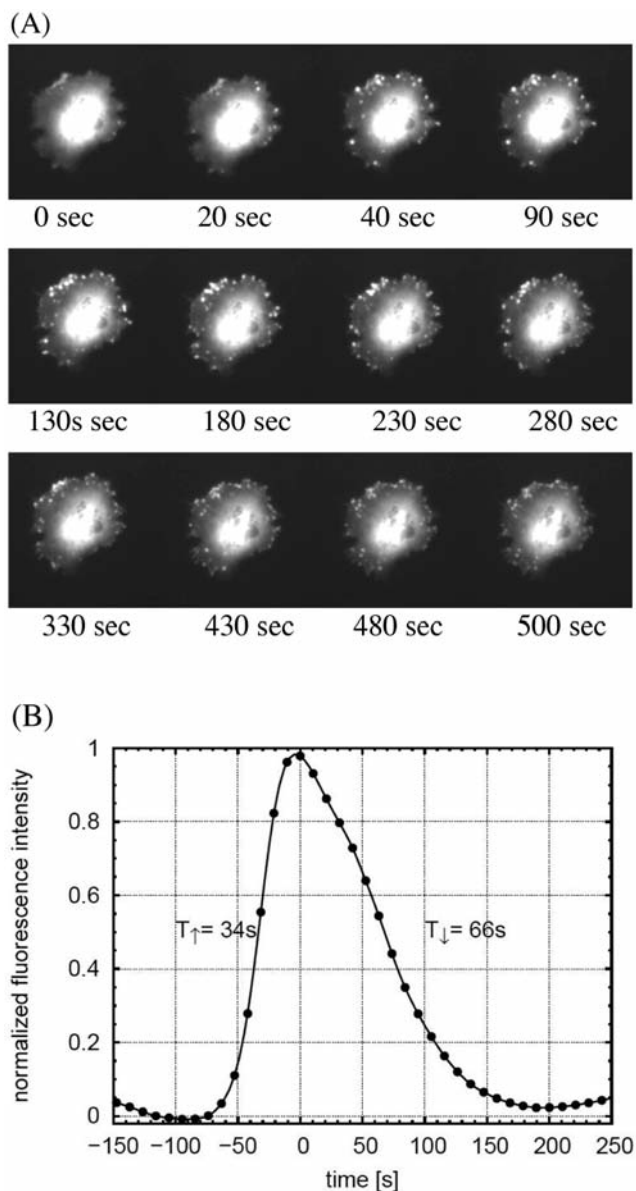 (A)
0 sec 20 sec 40 sec 90 sec
130s sec 180 sec 230 sec 280 sec
330 sec 430 sec 480 sec 500 sec
(B)
normalized fluorescence intensity
1
0.8
0.6
0.4
0.2
0
T↑= 34s T↓= 66s
−150 −100 −50 0 50 100 150 200 250
time [s]